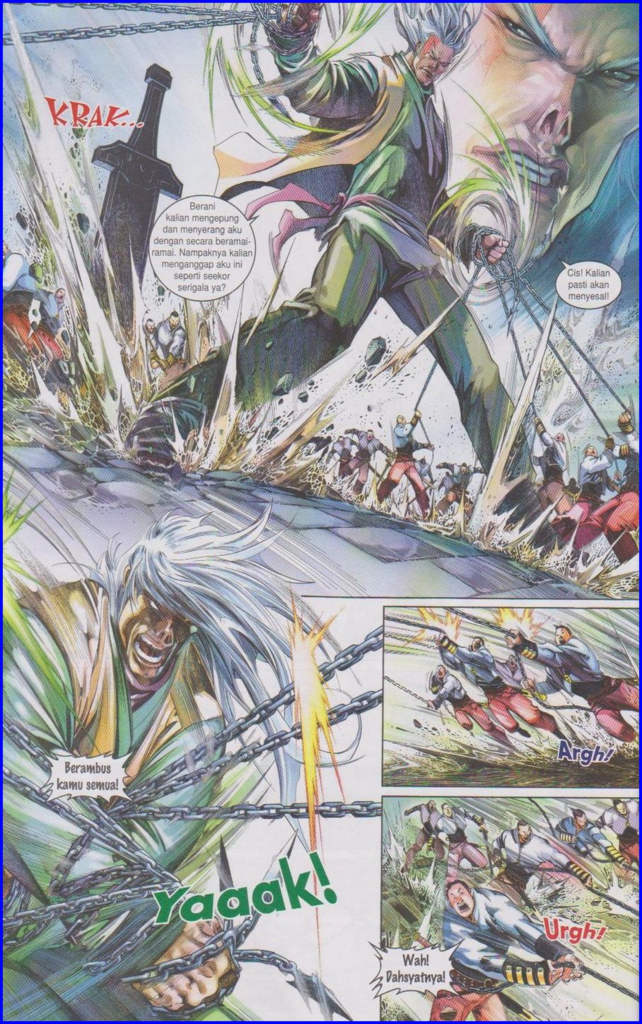 KRAK...
Berani
kalian mengepung
dan menyerang aku
dengan secara beramai-
ramai. Nampaknya kalian
menganggap aku ini
seperti seekor
serigala ya?
Cis! Kalian
pasti akan
menyesal!
Berambus
kamu semua!
Yaaak!
Argh!
Urgh!
Wah!
Dahsyatnya!